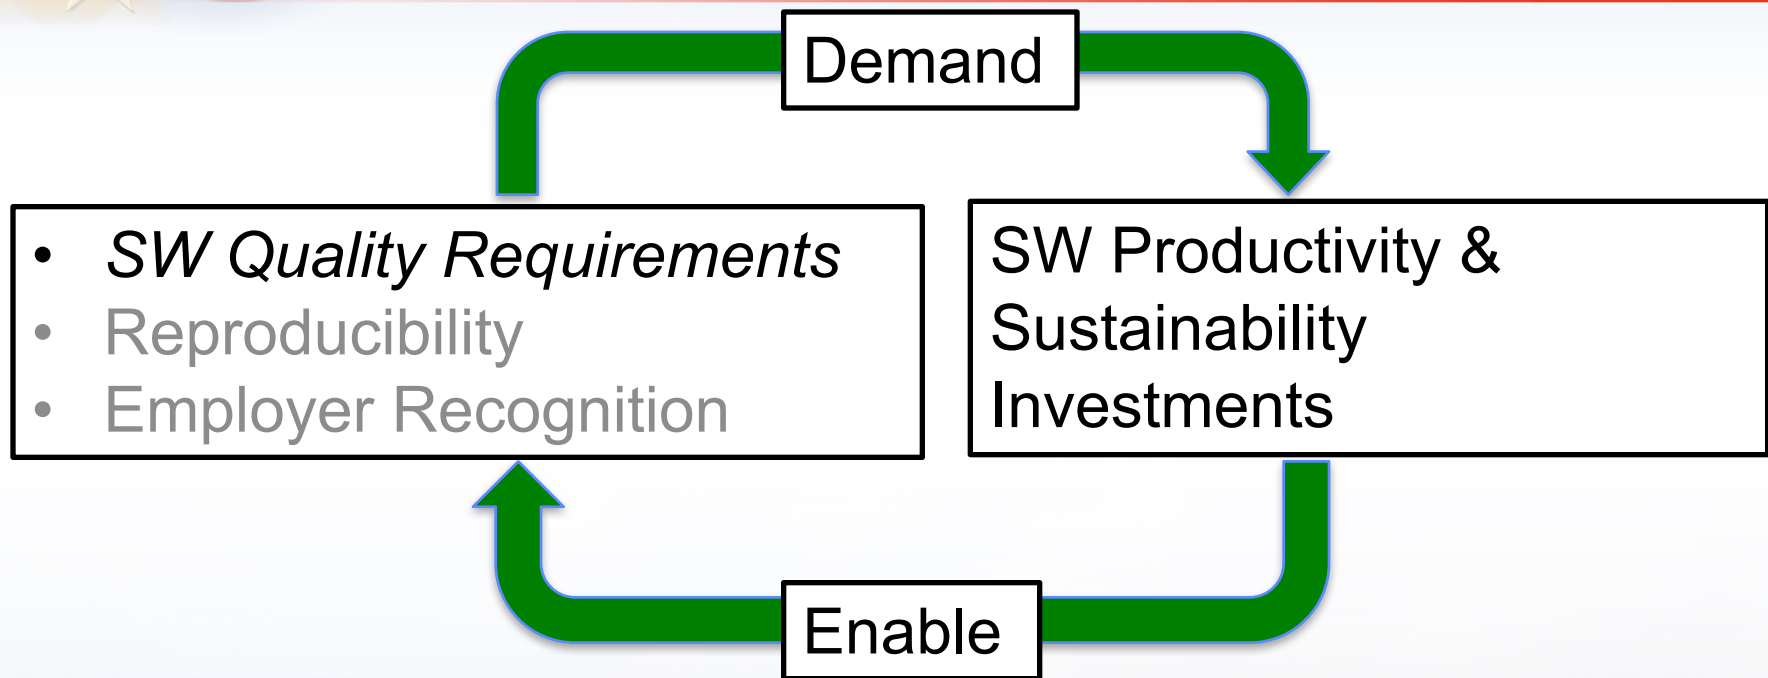 Demand
• SW Quality Requirements
• Reproducibility
• Employer Recognition
SW Productivity &
Sustainability
Investments
Enable